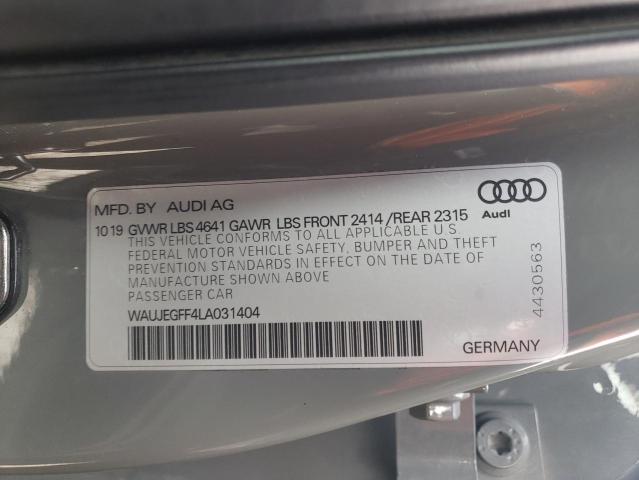 MFD. BY AUDI AG
10 19 GVWR LBS 4641 GAWR LBS FRONT 2414 /REAR 2315
THIS VEHICLE CONFORMS TO ALL APPLICABLE U.S
FEDERAL MOTOR VEHICLE SAFETY, BUMPER AND THEFT
PREVENTION STANDARDS IN EFFECT ON THE DATE OF
MANUFACTURE SHOWN ABOVE
PASSENGER CAR
WAUJEGFF4LA031404
GERMANY
Audi
4430563